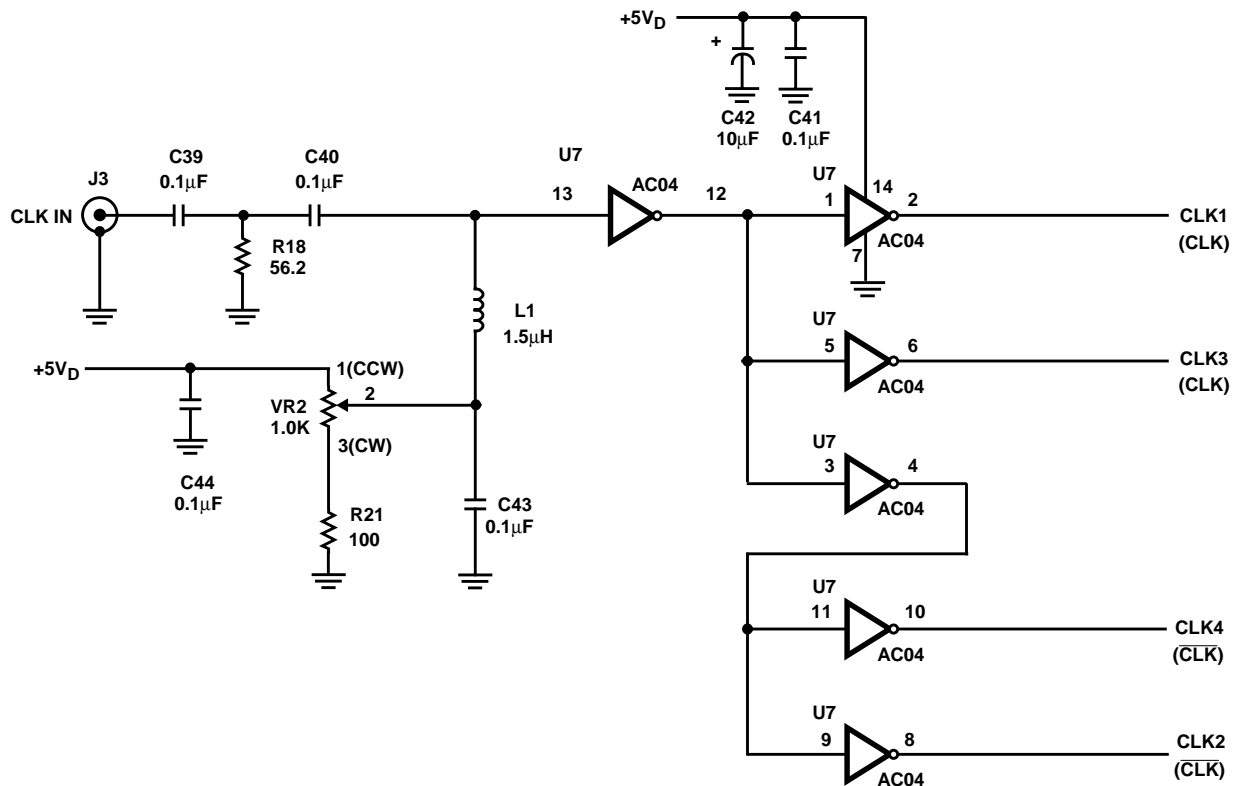 +5VD
+
C42
10µF
C41
0.1µF
C39
0.1µF
C40
0.1µF
U7
AC04
13
12
J3
CLK IN
R18
56.2
U7
14
1
2
7
AC04
CLK1
(CLK)
L1
1.5µH
U7
5
6
AC04
CLK3
(CLK)
+5VD
1(CCW)
2
VR2
1.0K
3(CW)
C44
0.1µF
R21
100
C43
0.1µF
U7
3
4
AC04
U7
11
10
AC04
CLK4
(C̅L̅K̅)
U7
9
8
AC04
CLK2
(C̅L̅K̅)